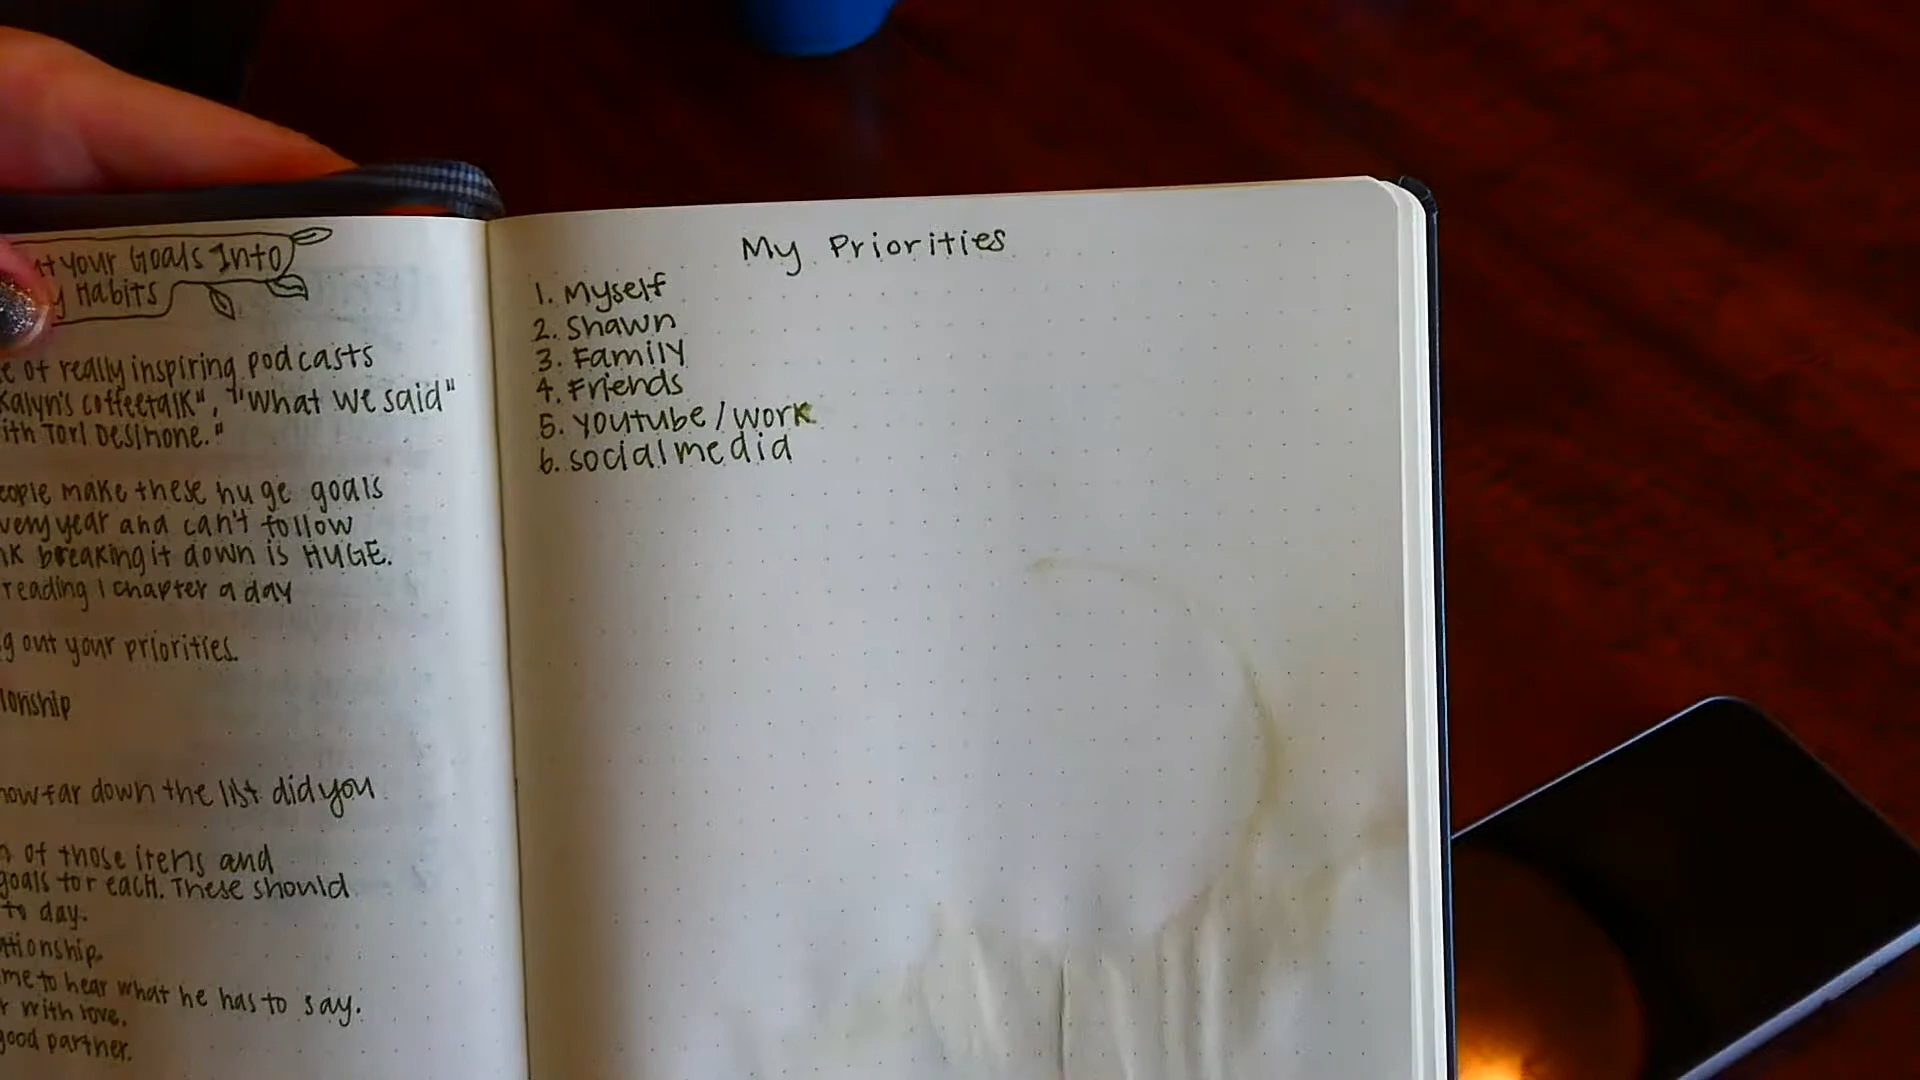 Your Goals Into
Habits
of really inspiring podcasts
Kalyn's coffeetalk", "What we said"
with Tori DeSimone."
people make these huge goals
every year and can't follow
breaking it down is HUGE.
reading 1 chapter a day
out your priorities.
how far down the list did you
of those items and
goals for each. These should
to day.
me to hear what he has to say.
with love.
good partner.
My Priorities
1. Myself
2. Shawn
3. Family
4. Friends
5. Youtube / work
6. social media